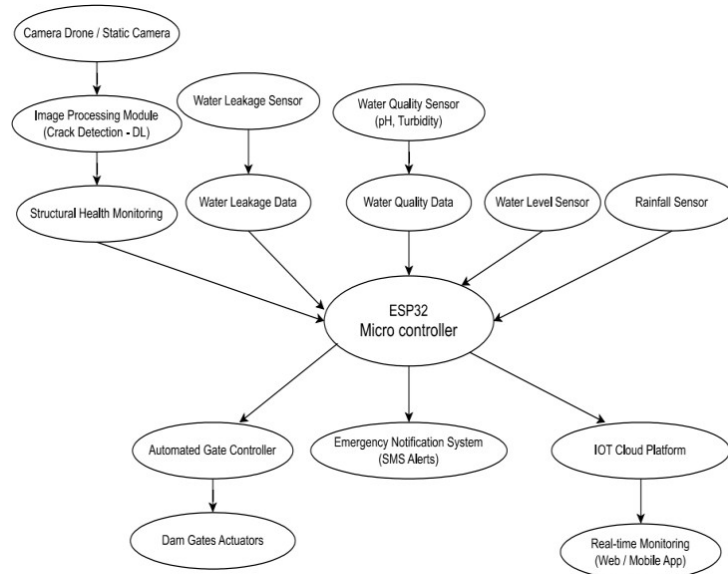 Camera Drone / Static Camera
Water Leakage Sensor
Water Quality Sensor
(pH, Turbidity)
Image Processing Module
(Crack Detection - DL)
Structural Health Monitoring
Water Leakage Data
Water Quality Data
Water Level Sensor
Rainfall Sensor
ESP32
Micro controller
Automated Gate Controller
Emergency Notification System
(SMS Alerts)
IOT Cloud Platform
Dam Gates Actuators
Real-time Monitoring
(Web / Mobile App)